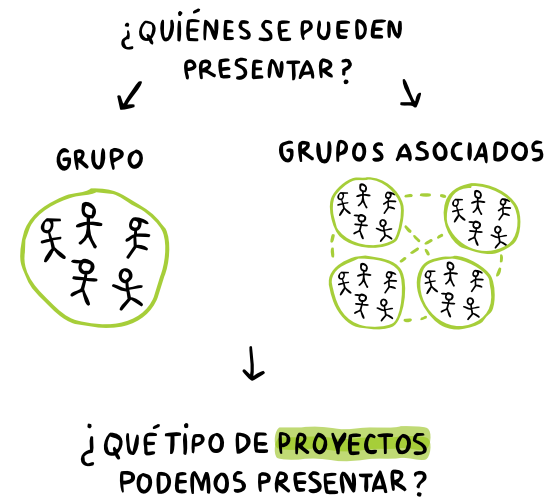 ¿QUIÉNES SE PUEDEN
PRESENTAR?
GRUPO
GRUPOS ASOCIADOS
¿QUÉ TIPO DE PROYECTOS
PODEMOS PRESENTAR?